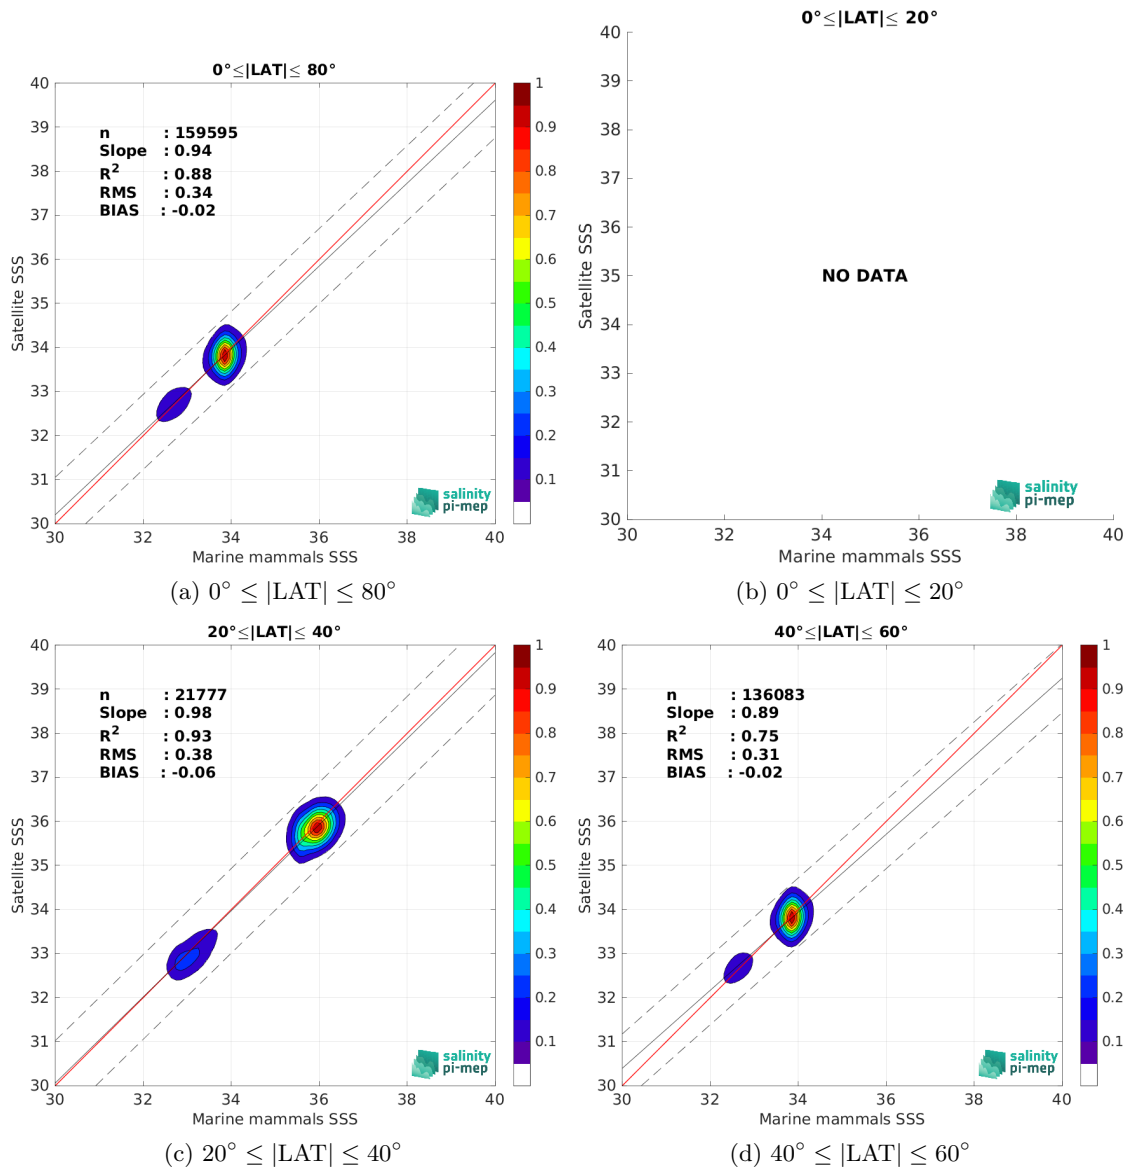 0°≤|LAT|≤ 80°
40
39
38
37
36
35
34
33
32
31
30
n : 159595
Slope : 0.94
R² : 0.88
RMS : 0.34
BIAS : -0.02
Satellite SSS
30 32 34 36 38 40
Marine mammals SSS
1
0.9
0.8
0.7
0.6
0.5
0.4
0.3
0.2
0.1
salinity
pi-mep
(a) 0° ≤ |LAT| ≤ 80°
0°≤|LAT|≤ 20°
40
39
38
37
36
35
34
33
32
31
30
NO DATA
Satellite SSS
30 32 34 36 38 40
Marine mammals SSS
salinity
pi-mep
(b) 0° ≤ |LAT| ≤ 20°
20°≤|LAT|≤ 40°
40
39
38
37
36
35
34
33
32
31
30
n : 21777
Slope : 0.98
R² : 0.93
RMS : 0.38
BIAS : -0.06
Satellite SSS
30 32 34 36 38 40
Marine mammals SSS
1
0.9
0.8
0.7
0.6
0.5
0.4
0.3
0.2
0.1
salinity
pi-mep
(c) 20° ≤ |LAT| ≤ 40°
40°≤|LAT|≤ 60°
40
39
38
37
36
35
34
33
32
31
30
n : 136083
Slope : 0.89
R² : 0.75
RMS : 0.31
BIAS : -0.02
Satellite SSS
30 32 34 36 38 40
Marine mammals SSS
1
0.9
0.8
0.7
0.6
0.5
0.4
0.3
0.2
0.1
salinity
pi-mep
(d) 40° ≤ |LAT| ≤ 60°